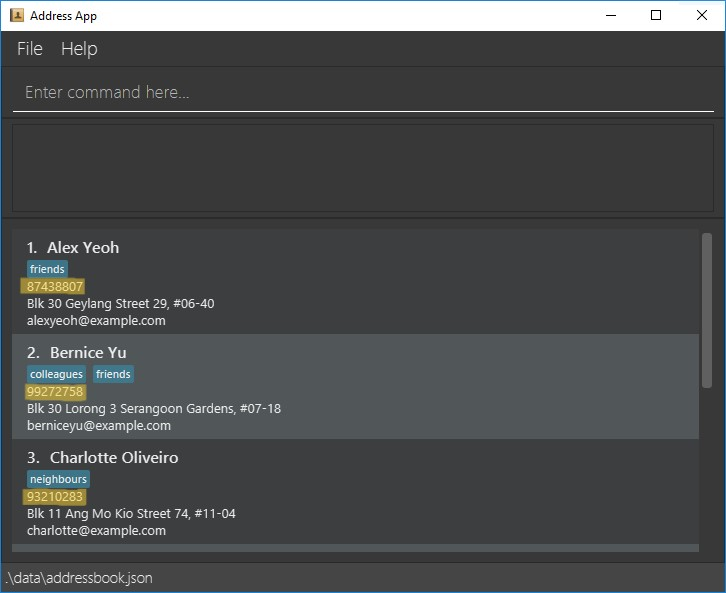 Address App
File Help
Enter command here...
1. Alex Yeoh
friends
87438807
Blk 30 Geylang Street 29, #06-40
alexyeoh@example.com
2. Bernice Yu
colleagues friends
99272758
Blk 30 Lorong 3 Serangoon Gardens, #07-18
berniceyu@example.com
3. Charlotte Oliveiro
neighbours
93210283
Blk 11 Ang Mo Kio Street 74, #11-04
charlotte@example.com
.\data\addressbook.json